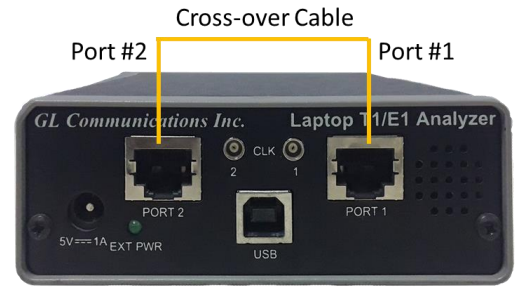 Cross-over Cable
Port #2
Port #1
GL Communications Inc.
Laptop T1/E1 Analyzer
CLK
2
1
PORT 2
PORT 1
5V⎓1A
EXT PWR
USB